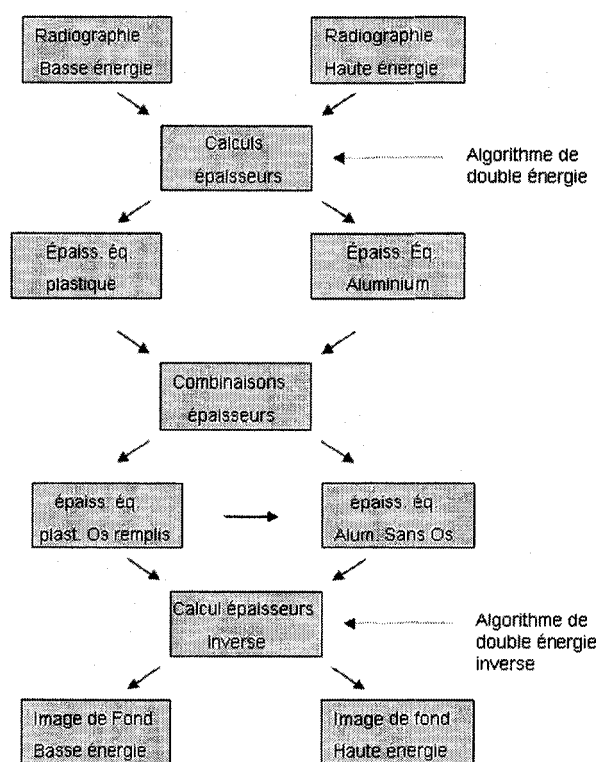 Radiographie
Basse énergie
Radiographie
Haute énergie
Calculs
épaisseurs
Algorithme de
double énergie
Épaiss. éq.
plastique
Épaiss. Éq.
Aluminium
Combinaisons
épaisseurs
épaiss. éq
plast. Os remplis
épaiss. éq
Alum. Sans Os
Calcul épaisseurs
Inverse
Algorithme de
double énergie
inverse
Image de Fond
Basse énergie
Image de fond
Haute energie